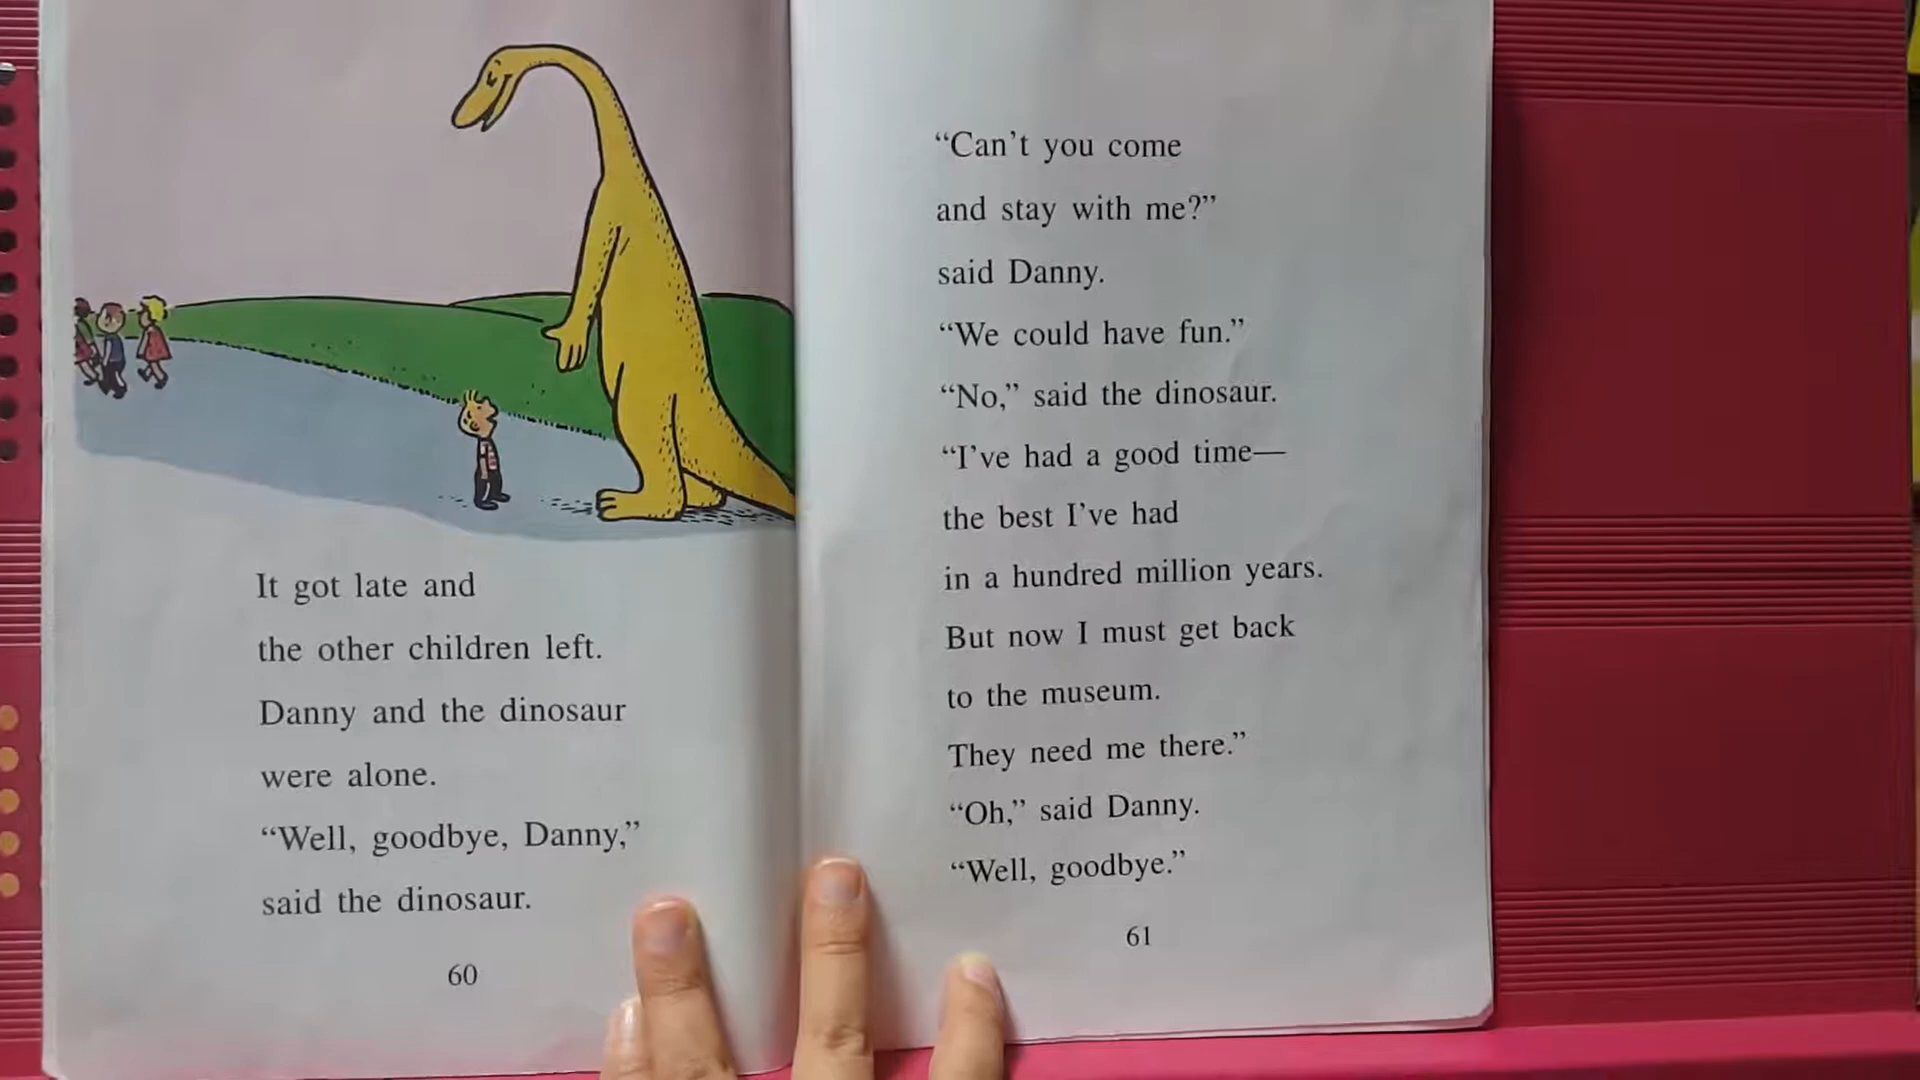 It got late and
the other children left.
Danny and the dinosaur
were alone.
“Well, goodbye, Danny,”
said the dinosaur.
60
“Can’t you come
and stay with me?”
said Danny.
“We could have fun.”
“No,” said the dinosaur.
“I’ve had a good time—
the best I’ve had
in a hundred million years.
But now I must get back
to the museum.
They need me there.”
“Oh,” said Danny.
“Well, goodbye.”
61